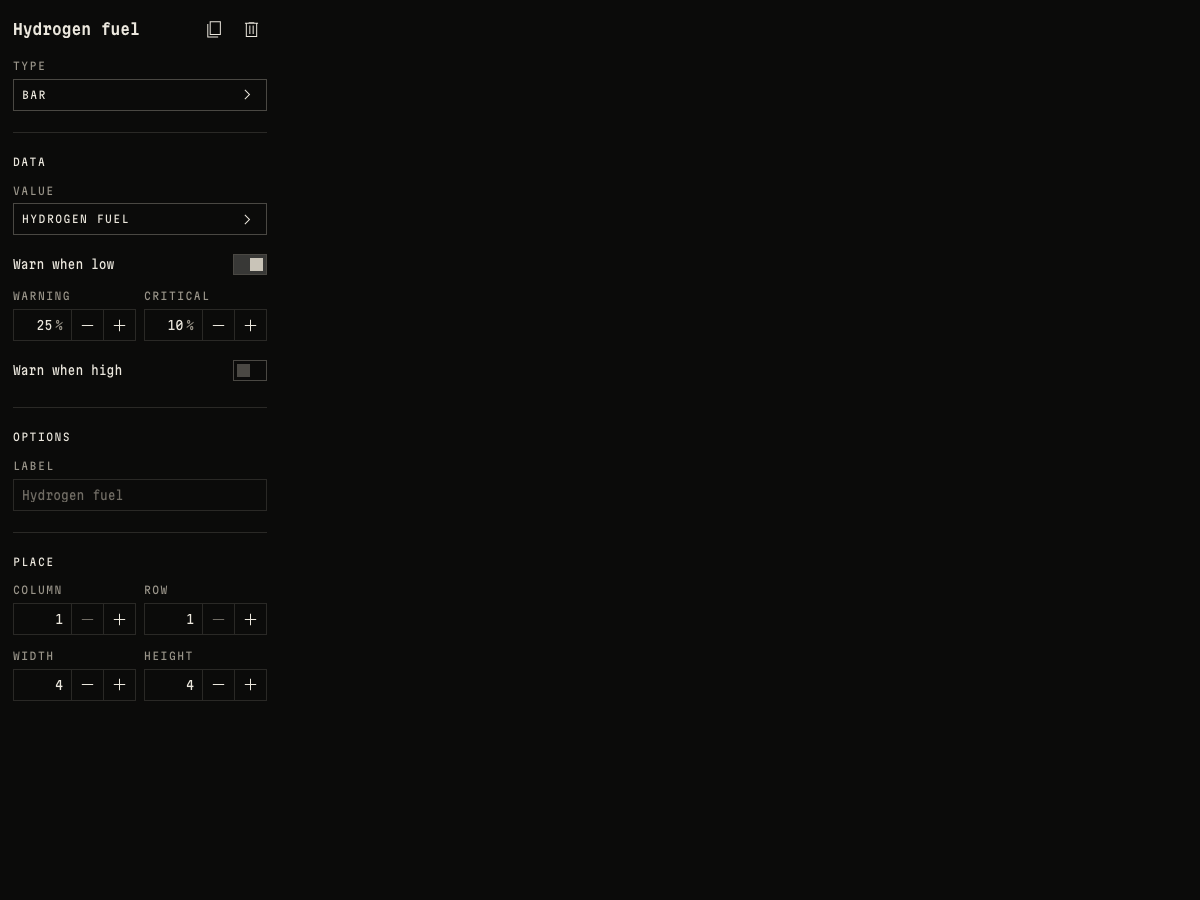 Hydrogen fuel
TYPE
BAR
DATA
VALUE
HYDROGEN FUEL
Warn when low
WARNING CRITICAL
25 % 10 %
Warn when high
OPTIONS
LABEL
Hydrogen fuel
PLACE
COLUMN ROW
1 1
WIDTH HEIGHT
4 4